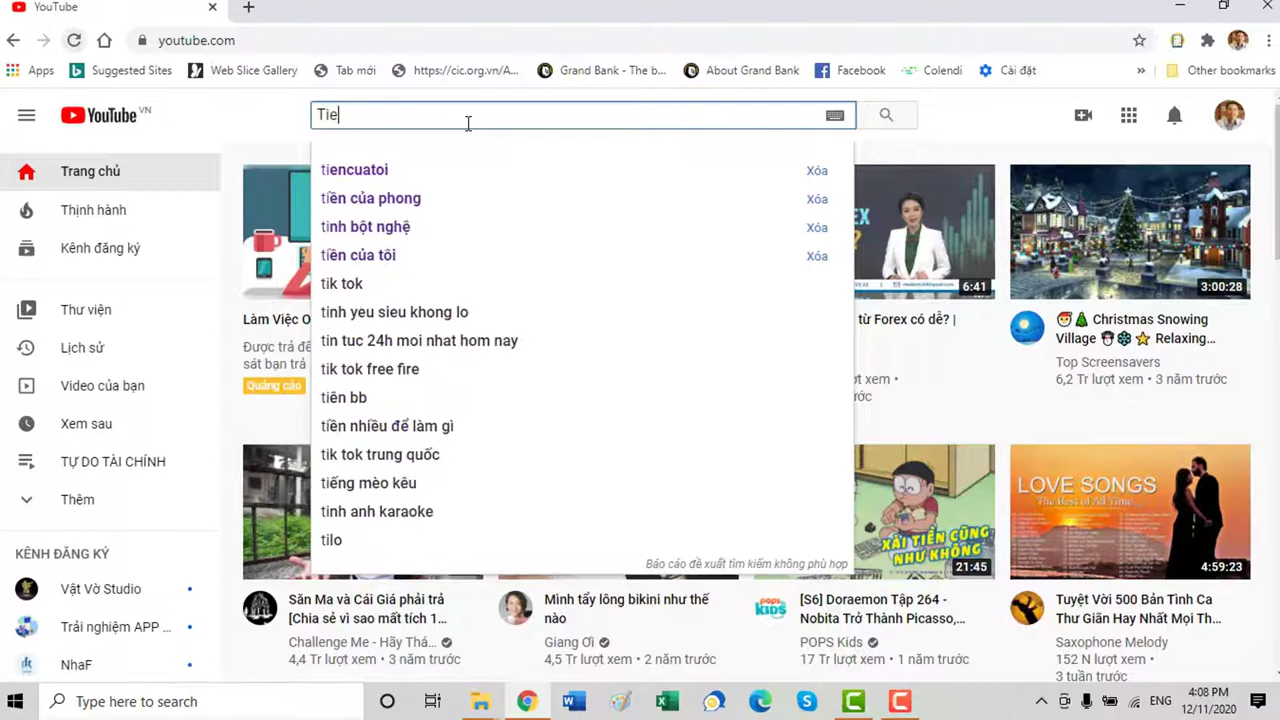 YouTube
youtube.com
Apps
Suggested Sites
Web Slice Gallery
Tab mới
https://cic.org.vn/A...
Grand Bank - The b...
About Grand Bank
Facebook
Colendi
Cài đặt
»
Other bookmarks
YouTube VN
Tie
Trang chủ
Thịnh hành
Kênh đăng ký
Thư viện
Lịch sử
Video của bạn
Xem sau
TỰ DO TÀI CHÍNH
Thêm
KÊNH ĐĂNG KÝ
Vật Vờ Studio
Trải nghiệm APP ...
NhaF
tiencuatoi Xóa
tiền của phong Xóa
tinh bột nghệ Xóa
tiền của tôi Xóa
tik tok
tinh yeu sieu khong lo
tin tuc 24h moi nhat hom nay
tik tok free fire
tiên bb
tiền nhiều để làm gì
tik tok trung quốc
tiếng mèo kêu
tinh anh karaoke
tilo
Báo cáo đề xuất tìm kiếm không phù hợp
Làm Việc O
Được trả để
sát bạn trả
Quảng cáo
EX
6:41
từ Forex có dễ? |
ợt xem •
ước
3:00:28
🎅🎄 Christmas Snowing
Village ☃❄⭐ Relaxing...
Top Screensavers
6,2 Tr lượt xem • 3 năm trước
Săn Ma và Cái Giá phải trả
[Chia sẻ vì sao mất tích 1...
Challenge Me - Hãy Thá...
4,4 Tr lượt xem • 3 năm trước
Mình tẩy lông bikini như thế
nào
Giang Ơi
4,5 Tr lượt xem • 2 năm trước
XÀI TIỀN CŨNG
NHƯ KHÔNG
21:45
POPS KIDS
[S6] Doraemon Tập 264 -
Nobita Trở Thành Picasso,...
POPS Kids
17 Tr lượt xem • 1 năm trước
LOVE SONGS
The Best of All Time
4:59:23
Tuyệt Vời 500 Bản Tình Ca
Thư Giãn Hay Nhất Mọi Th...
Saxophone Melody
152 N lượt xem •
3 tuần trước
Type here to search
ENG
4:08 PM
12/11/2020